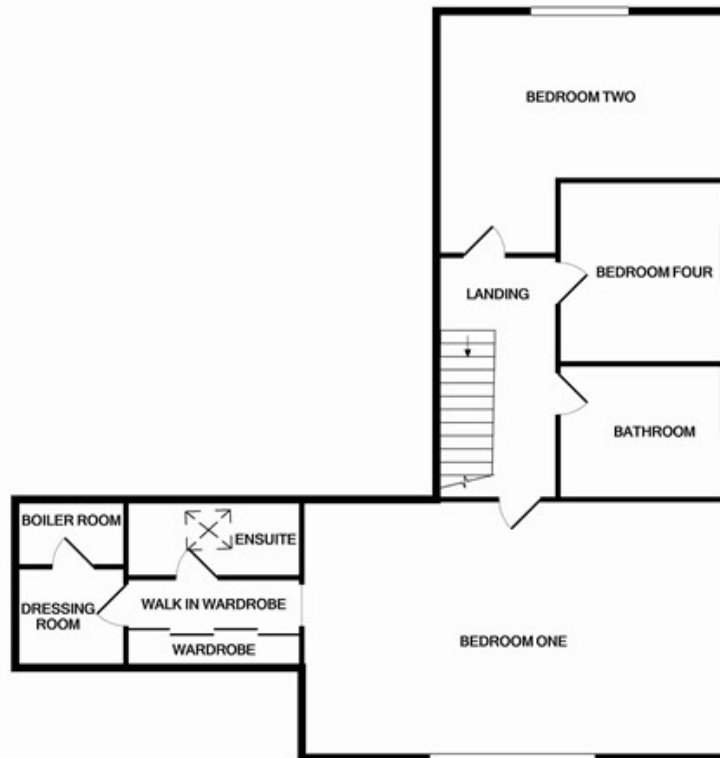 BEDROOM TWO
BEDROOM FOUR
LANDING
BATHROOM
BOILER ROOM
ENSUITE
DRESSING
ROOM
WALK IN WARDROBE
WARDROBE
BEDROOM ONE